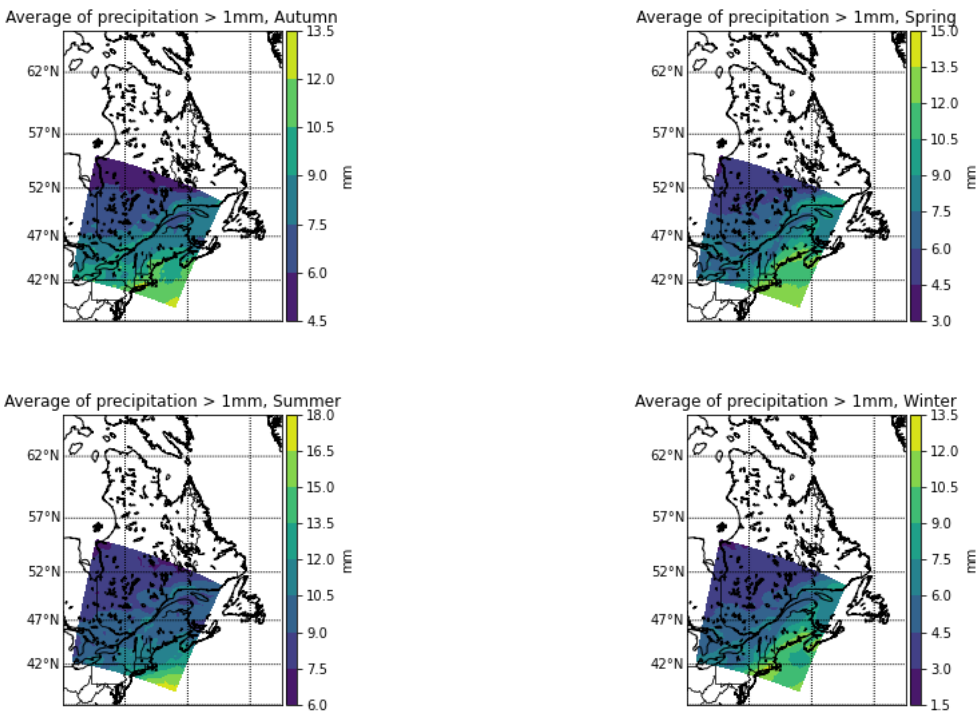 Average of precipitation > 1mm, Autumn
62°N
57°N
52°N
47°N
42°N
13.5
12.0
10.5
9.0
7.5
6.0
4.5
mm
Average of precipitation > 1mm, Spring
62°N
57°N
52°N
47°N
42°N
15.0
13.5
12.0
10.5
9.0
7.5
6.0
4.5
3.0
mm
Average of precipitation > 1mm, Summer
62°N
57°N
52°N
47°N
42°N
18.0
16.5
15.0
13.5
12.0
10.5
9.0
7.5
6.0
mm
Average of precipitation > 1mm, Winter
62°N
57°N
52°N
47°N
42°N
13.5
12.0
10.5
9.0
7.5
6.0
4.5
3.0
1.5
mm